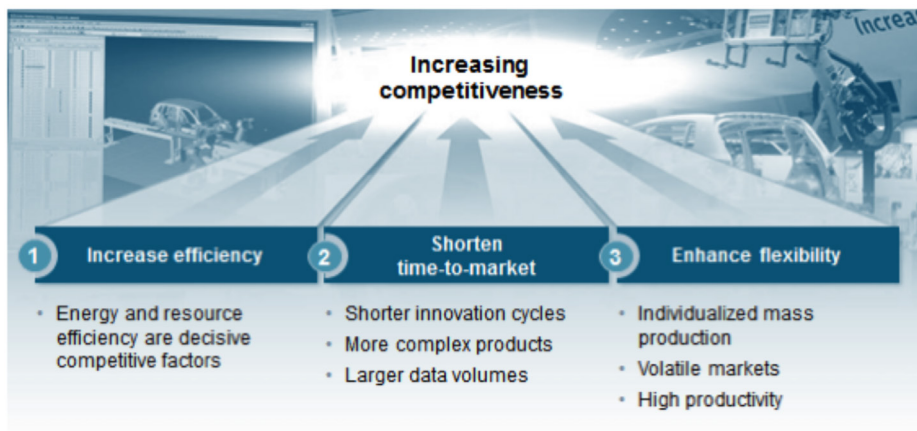 Increa
Increasing
competitiveness
1 Increase efficiency
2 Shorten
time-to-market
3 Enhance flexibility
• Energy and resource
efficiency are decisive
competitive factors
• Shorter innovation cycles
• More complex products
• Larger data volumes
• Individualized mass
production
• Volatile markets
• High productivity